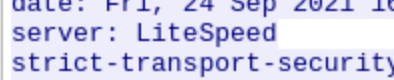 date: Fri, 24 Sep 2021
server: LiteSpeed
strict-transport-security